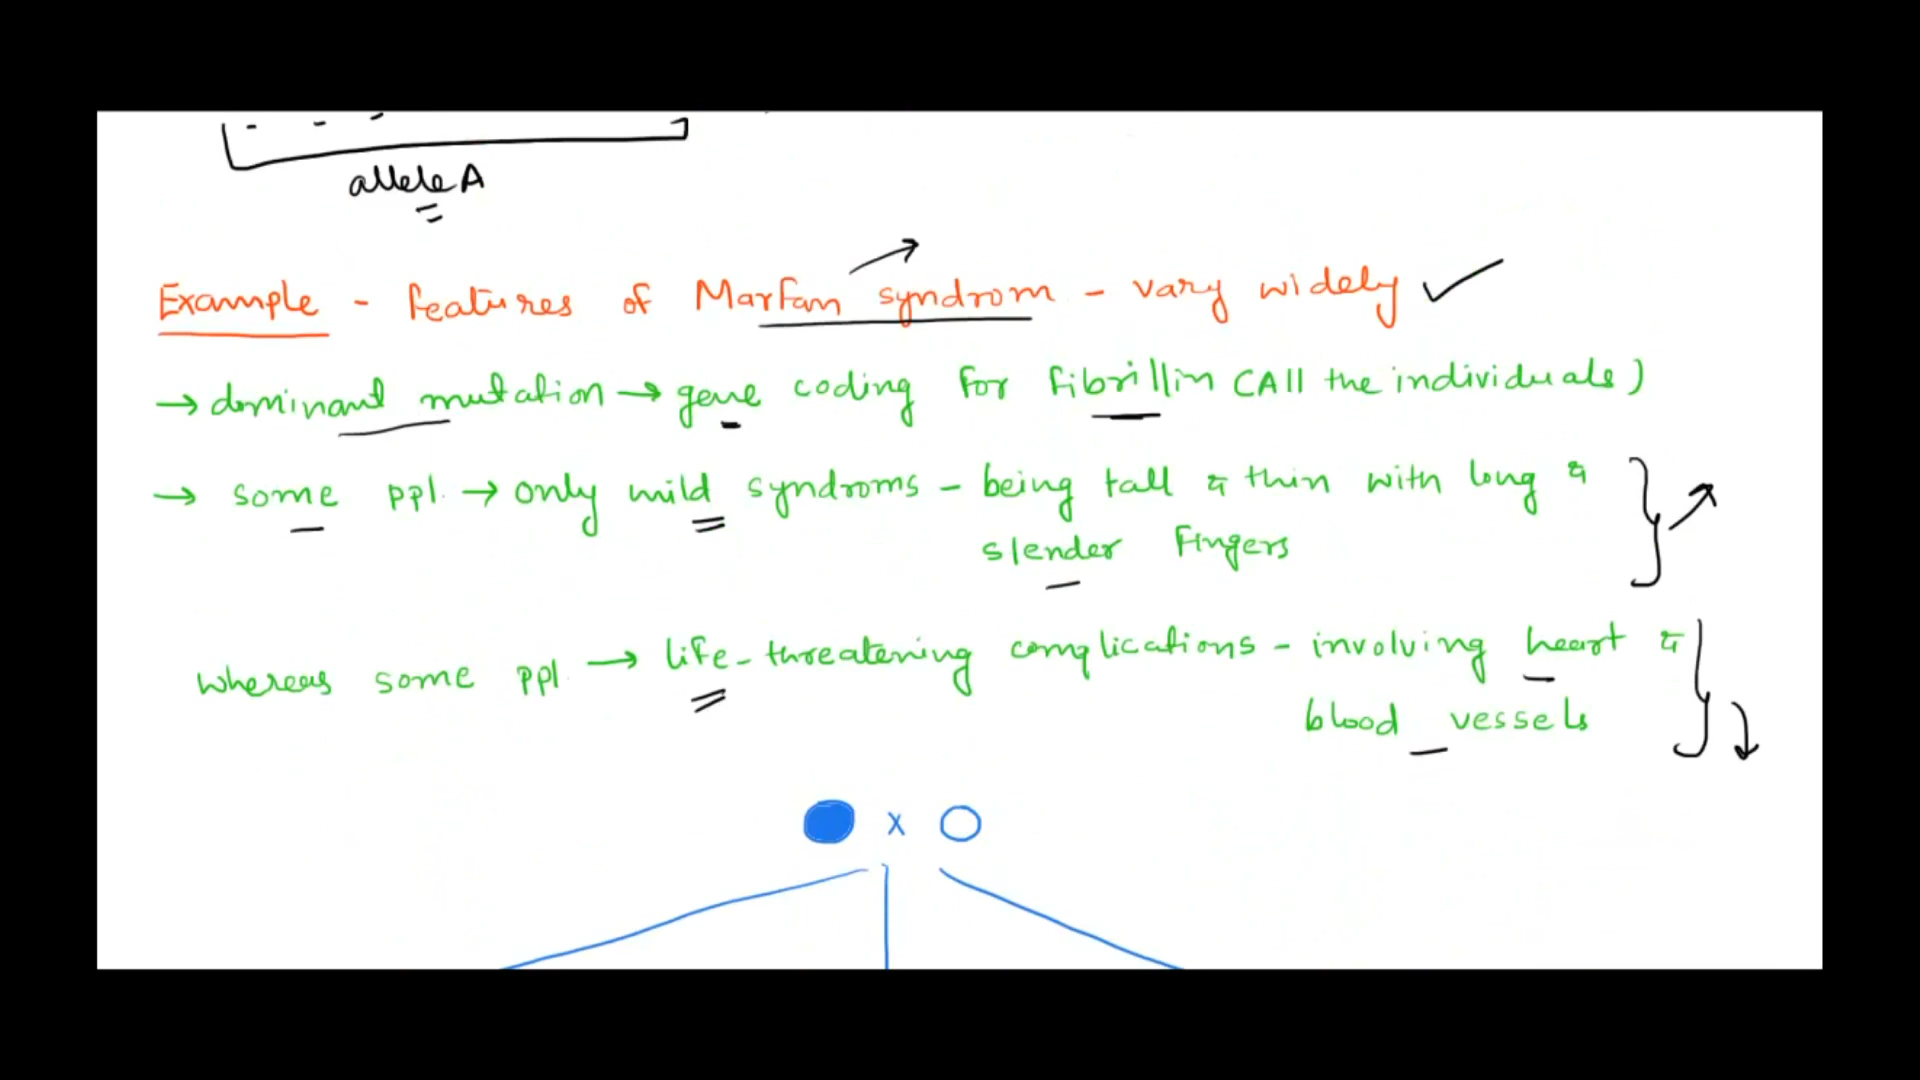 allele A
Example - features of Marfan syndrom - vary widely
→ dominant mutation → gene coding for fibrillin (All the individuals)
→ some ppl. → only mild syndroms - being tall & thin with long &
slender fingers
whereas some ppl. → life-threatening complications - involving heart &
blood vessels
x